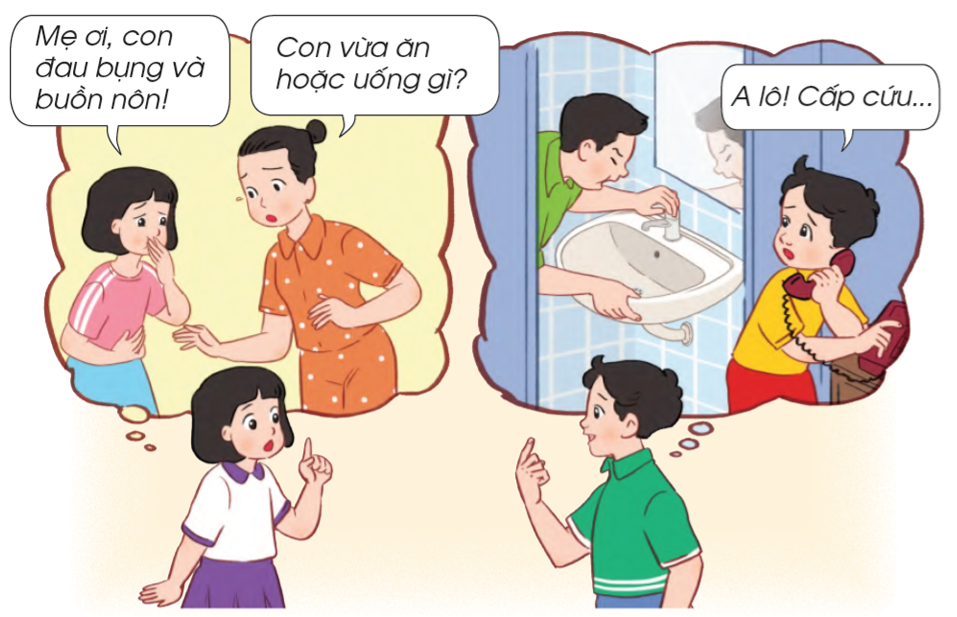 Mẹ ơi, con
đau bụng và
buồn nôn!
Con vừa ăn
hoặc uống gì?
A lô! Cấp cứu...